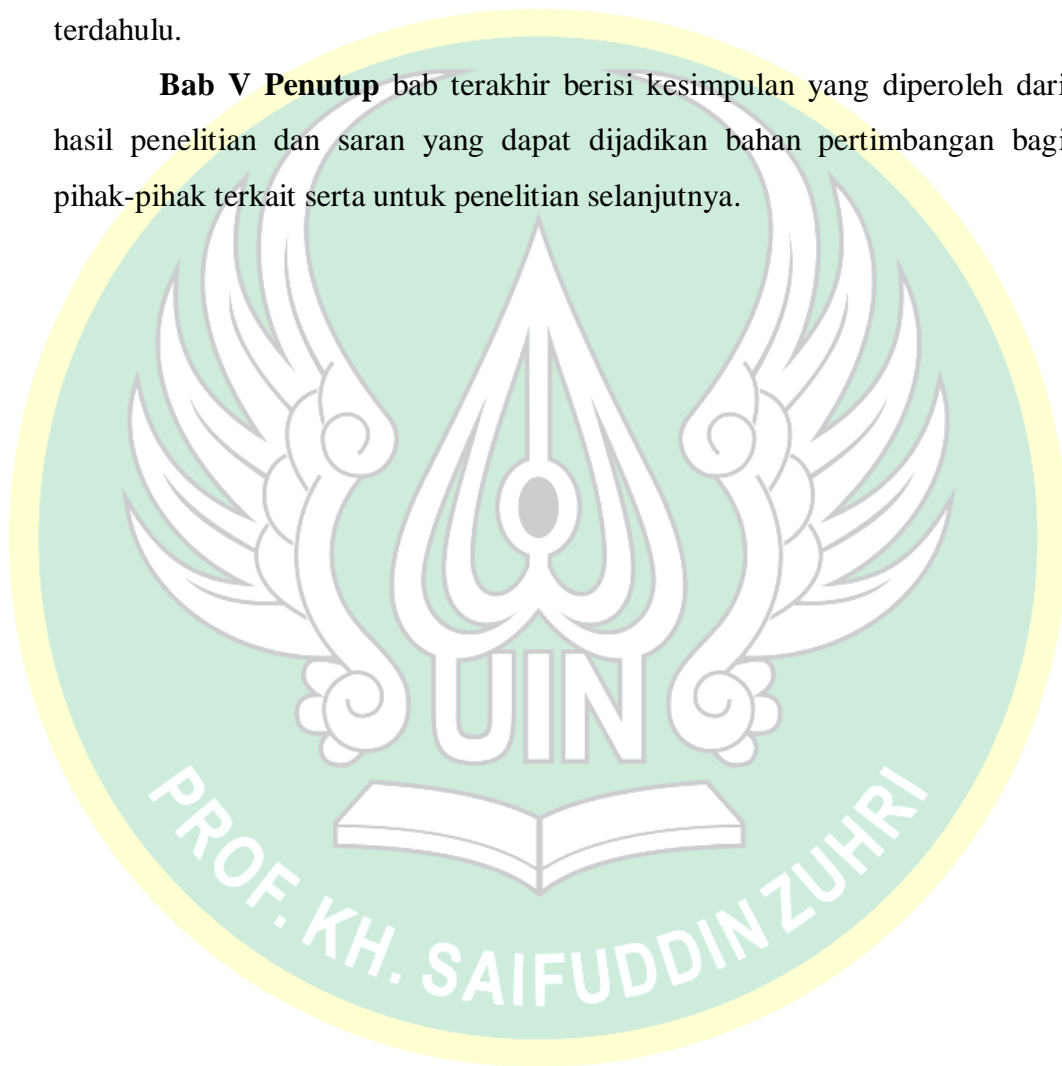 terdahulu.
Bab V Penutup bab terakhir berisi kesimpulan yang diperoleh dari
hasil penelitian dan saran yang dapat dijadikan bahan pertimbangan bagi
pihak-pihak terkait serta untuk penelitian selanjutnya.
UIN
PROF. KH. SAIFUDDIN ZUHRI